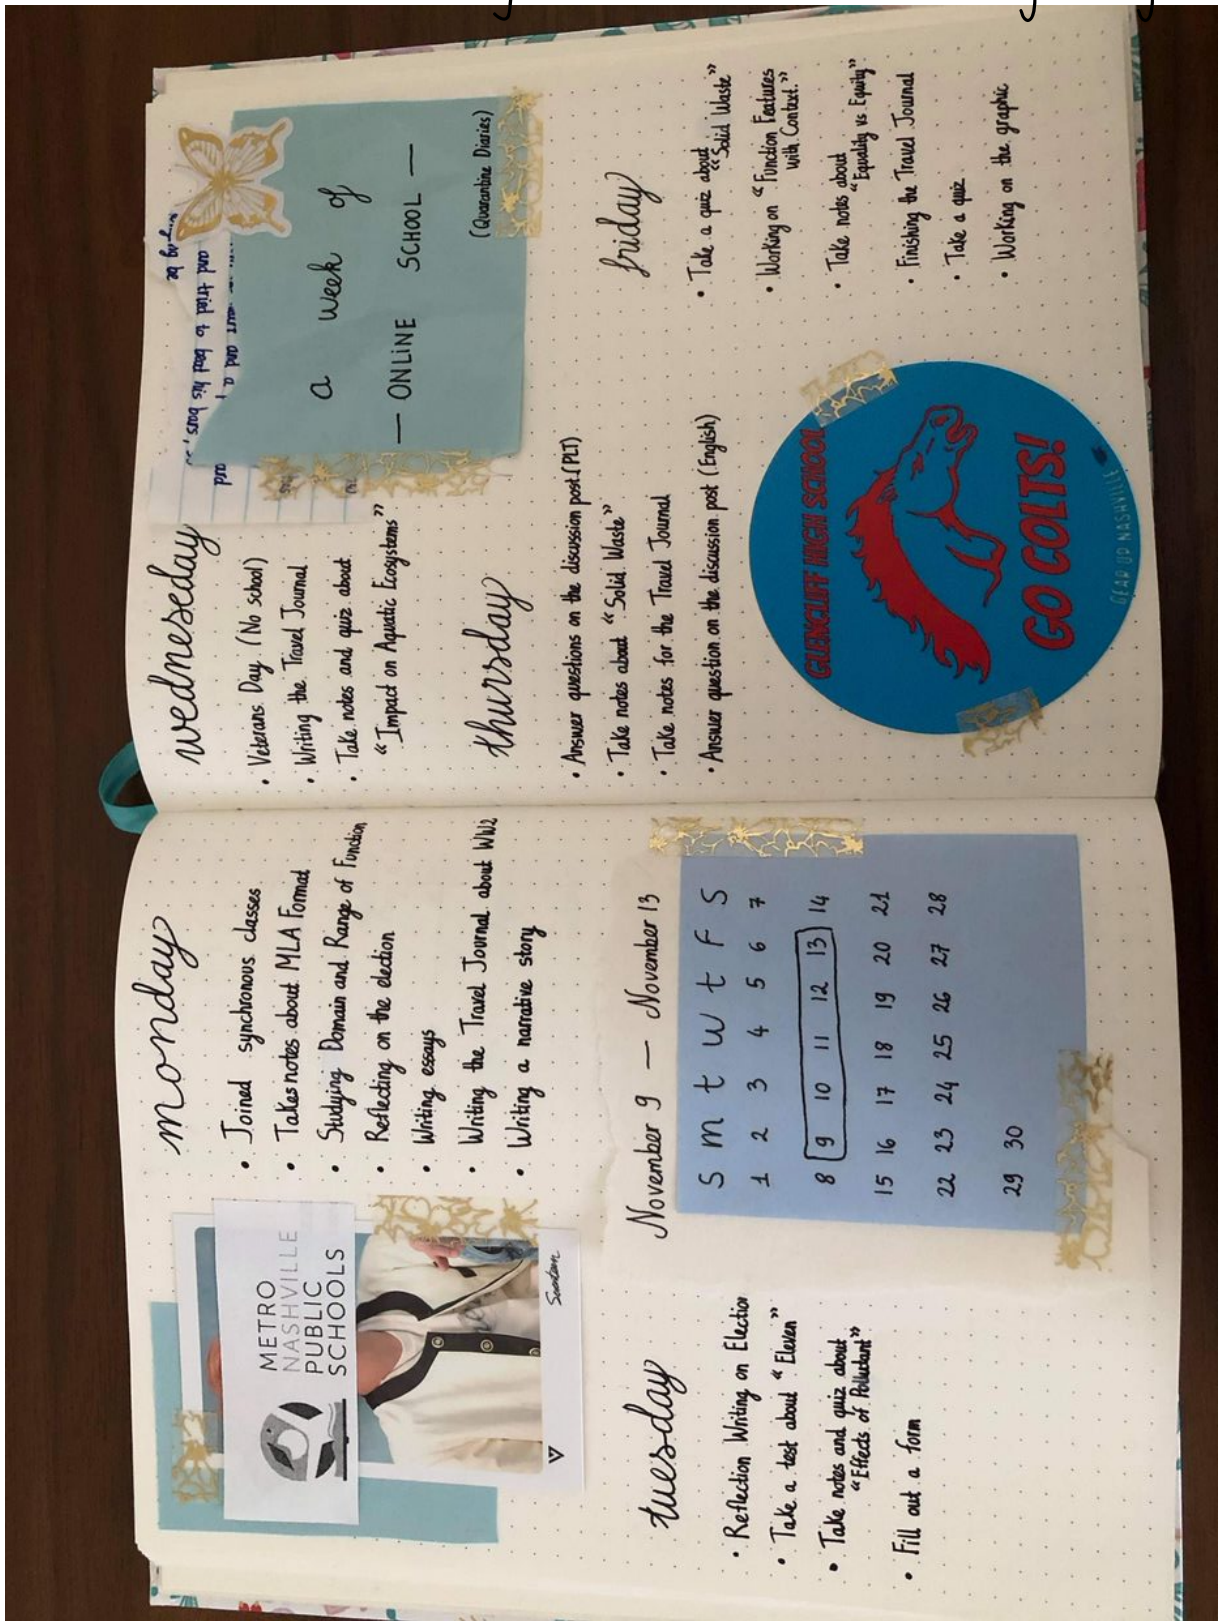 METRO
NASHVILLE
PUBLIC
SCHOOLS
Seventeen
monday
• Joined synchronous classes
• Takes notes about MLA Format
• Studying Domain and Range of Function
• Reflecting on the election
• Writing essays
• Writing the Travel Journal about WW2
• Writing a narrative story
tuesday
• Reflection Writing on Election
• Take a test about "Eleven"
• Take notes and quiz about
"Effects of Pollutant"
• Fill out a form
November 9 — November 13
S m t w t F S
1 2 3 4 5 6 7
8 9 10 11 12 13 14
15 16 17 18 19 20 21
22 23 24 25 26 27 28
29 30
wednesday
• Veterans Day (No school)
• Writing the Travel Journal
• Take notes and quiz about
"Impact on Aquatic Ecosystems"
and tried to beat his
and
a week of
— ONLINE SCHOOL —
(Quarantine Diaries)
thursday
• Answer questions on the discussion post (PLT)
• Take notes about "Solid Waste"
• Take notes for the Travel Journal
• Answer question on the discussion post (English)
friday
• Take a quiz about
"Solid Waste"
• Working on "Function Features
with Context."
• Take notes about
"Equality vs Equity"
• Finishing the Travel Journal
• Take a quiz
• Working on the graphic
GLENCLIFF HIGH SCHOOL
GO COLTS!
GEAR UP NASHVILLE